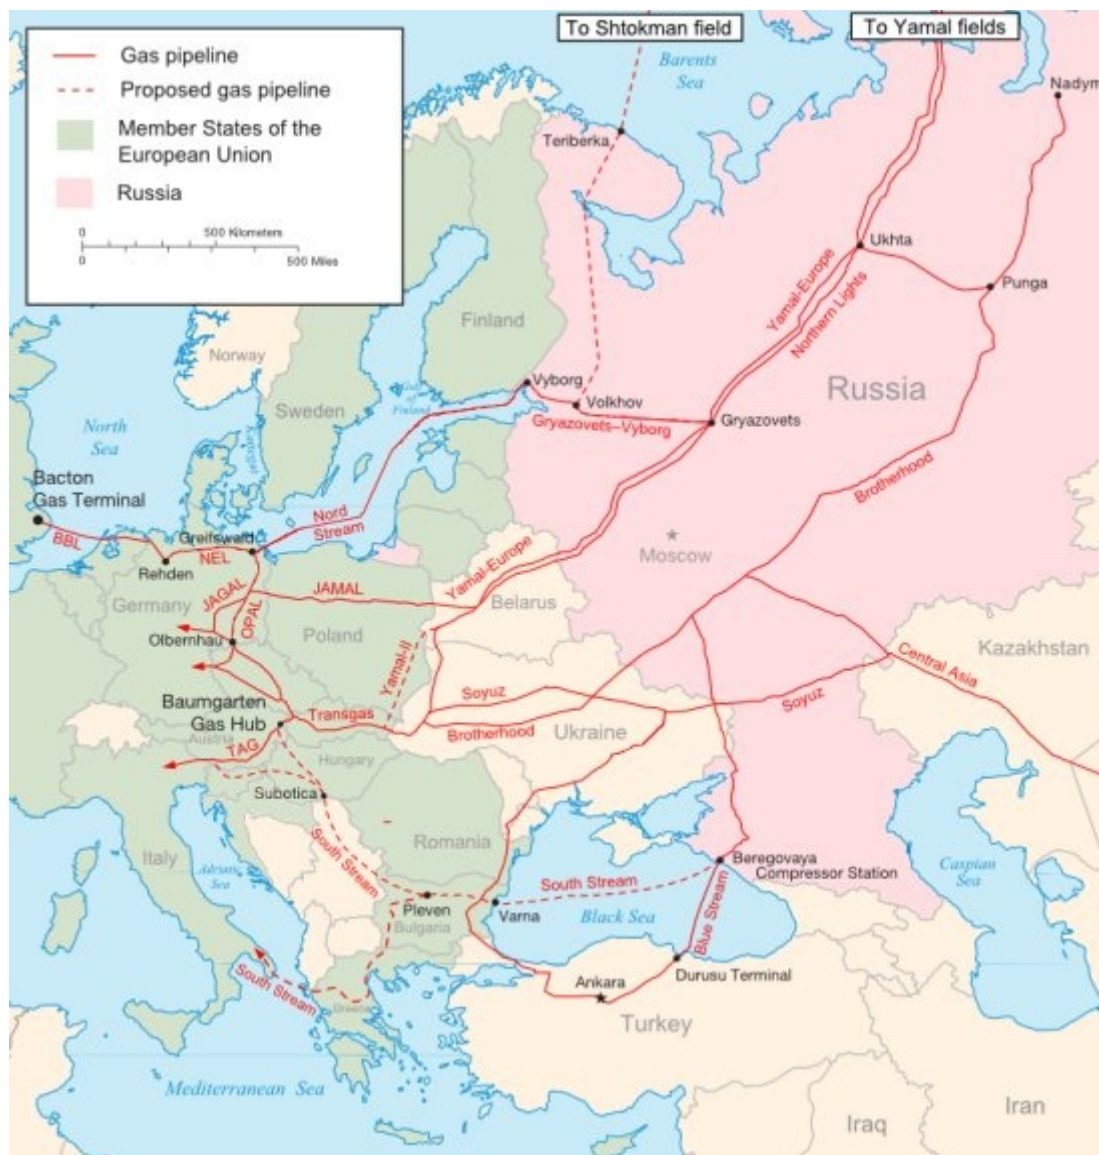 To Shtokman field
To Yamal fields
Gas pipeline
Proposed gas pipeline
Member States of the
European Union
Russia
0
500 Kilometers
0
500 Miles
Barents
Sea
Nadym
Teriberka
Ukhta
Punga
Yamal-Europe
Northern Lights
Finland
Norway
Sweden
Gulf
of
Finland
Vyborg
Volkhov
Gryazovets–Vyborg
Gryazovets
Russia
North
Sea
Kattegat
Bacton
Gas Terminal
BBL
Nord
Stream
Greifswald
NEL
Rehden
Brotherhood
Moscow
Germany
JAGAL
OPAL
JAMAL
Yamal-Europe
Belarus
Olbernhau
Poland
Yamal-II
Kazakhstan
Central Asia
Soyuz
Soyuz
Baumgarten
Gas Hub
Transgas
Brotherhood
Ukraine
Austria
TAG
Hungary
Subotica
Romania
South Stream
Italy
Adriatic
Sea
Beregovaya
Compressor Station
Caspian
Sea
South Stream
Pleven
Bulgaria
Varna
Black Sea
Blue Stream
Durusu Terminal
Ankara
South Stream
Greece
Turkey
Mediterranean Sea
Iraq
Iran